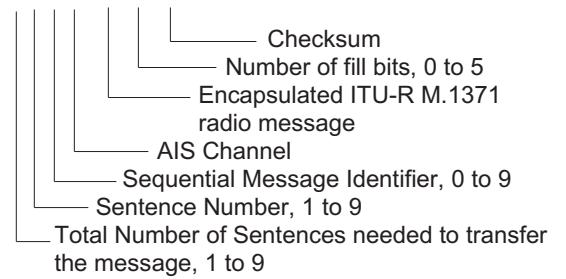 Checksum
Number of fill bits, 0 to 5
Encapsulated ITU-R M.1371
radio message
AIS Channel
Sequential Message Identifier, 0 to 9
Sentence Number, 1 to 9
Total Number of Sentences needed to transfer
the message, 1 to 9